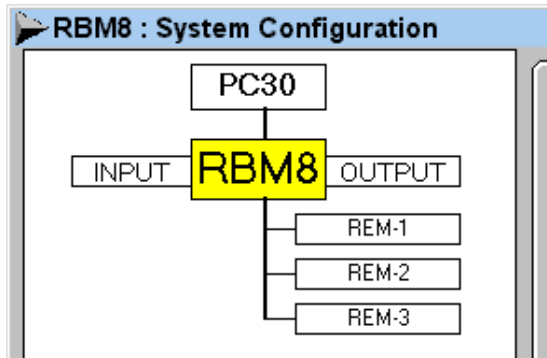 RBM8 : System Configuration
PC30
INPUT RBM8 OUTPUT
REM-1
REM-2
REM-3